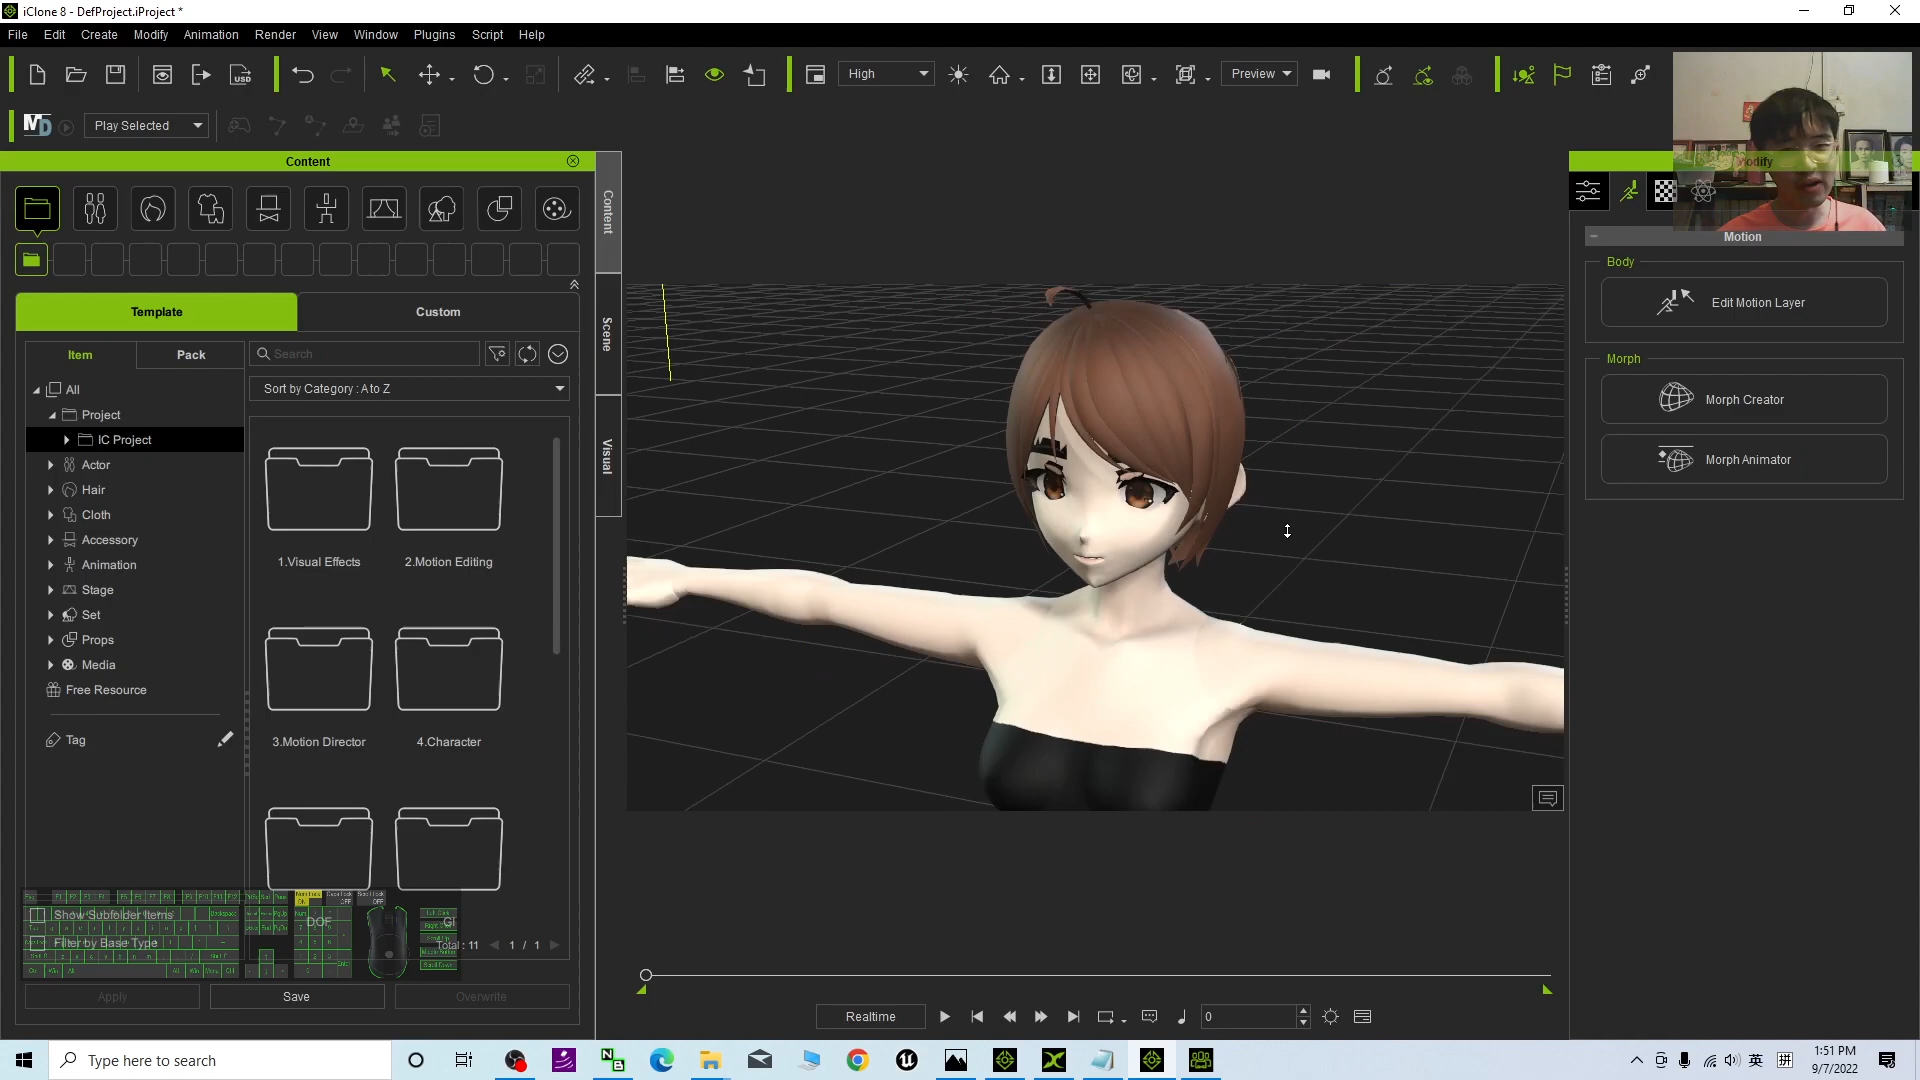 iClone 8 - DefProject.iProject *
File Edit Create Modify Animation Render View Window Plugins Script Help
High
Preview
Play Selected
Content
Modify
Content
Scene
Visual
Template
Custom
Item
Pack
Search
Sort by Category : A to Z
All
Project
IC Project
Actor
Hair
Cloth
Accessory
Animation
Stage
Set
Props
Media
Free Resource
Tag
1.Visual Effects
2.Motion Editing
3.Motion Director
4.Character
DOF
GI
Show Subfolder Items
Filter by Base Type
Total : 11
1 / 1
Apply
Save
Overwrite
Motion
Body
Edit Motion Layer
Morph
Morph Creator
Morph Animator
Realtime
0
Type here to search
英
拼
1:51 PM
9/7/2022